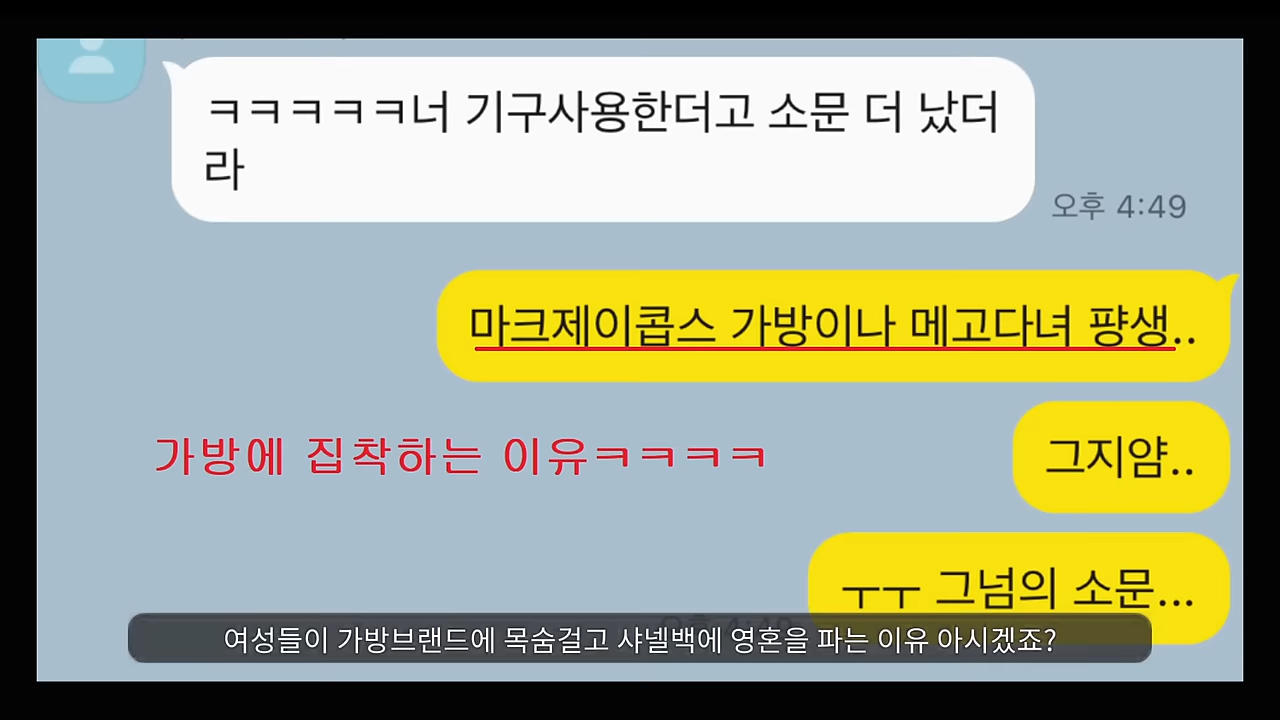 ㅋㅋㅋㅋㅋ너 기구사용한더고 소문 더 났더
라
오후 4:49
마크제이콥스 가방이나 메고다녀 퍙생..
가방에 집착하는 이유ㅋㅋㅋㅋ
그지얌..
ㅜㅜ 그넘의 소문...
여성들이 가방브랜드에 목숨걸고 샤넬백에 영혼을 파는 이유 아시겠죠?